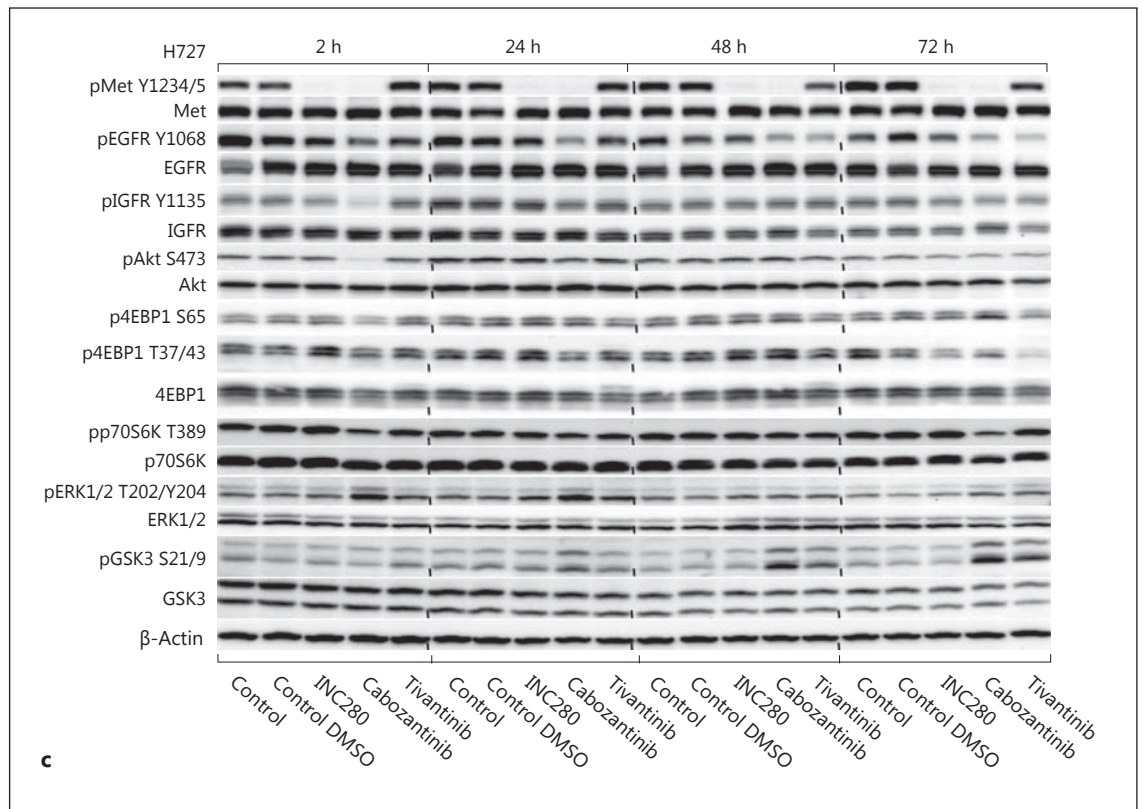 H727 2 h 24 h 48 h 72 h
pMet Y1234/5
Met
pEGFR Y1068
EGFR
pIGFR Y1135
IGFR
pAkt S473
Akt
p4EBP1 S65
p4EBP1 T37/43
4EBP1
pp70S6K T389
p70S6K
pERK1/2 T202/Y204
ERK1/2
pGSK3 S21/9
GSK3
β-Actin
Control
Control DMSO
INC280
Cabozantinib
Tivantinib
Control
Control DMSO
INC280
Cabozantinib
Tivantinib
Control
Control DMSO
INC280
Cabozantinib
Tivantinib
Control
Control DMSO
INC280
Cabozantinib
Tivantinib
c